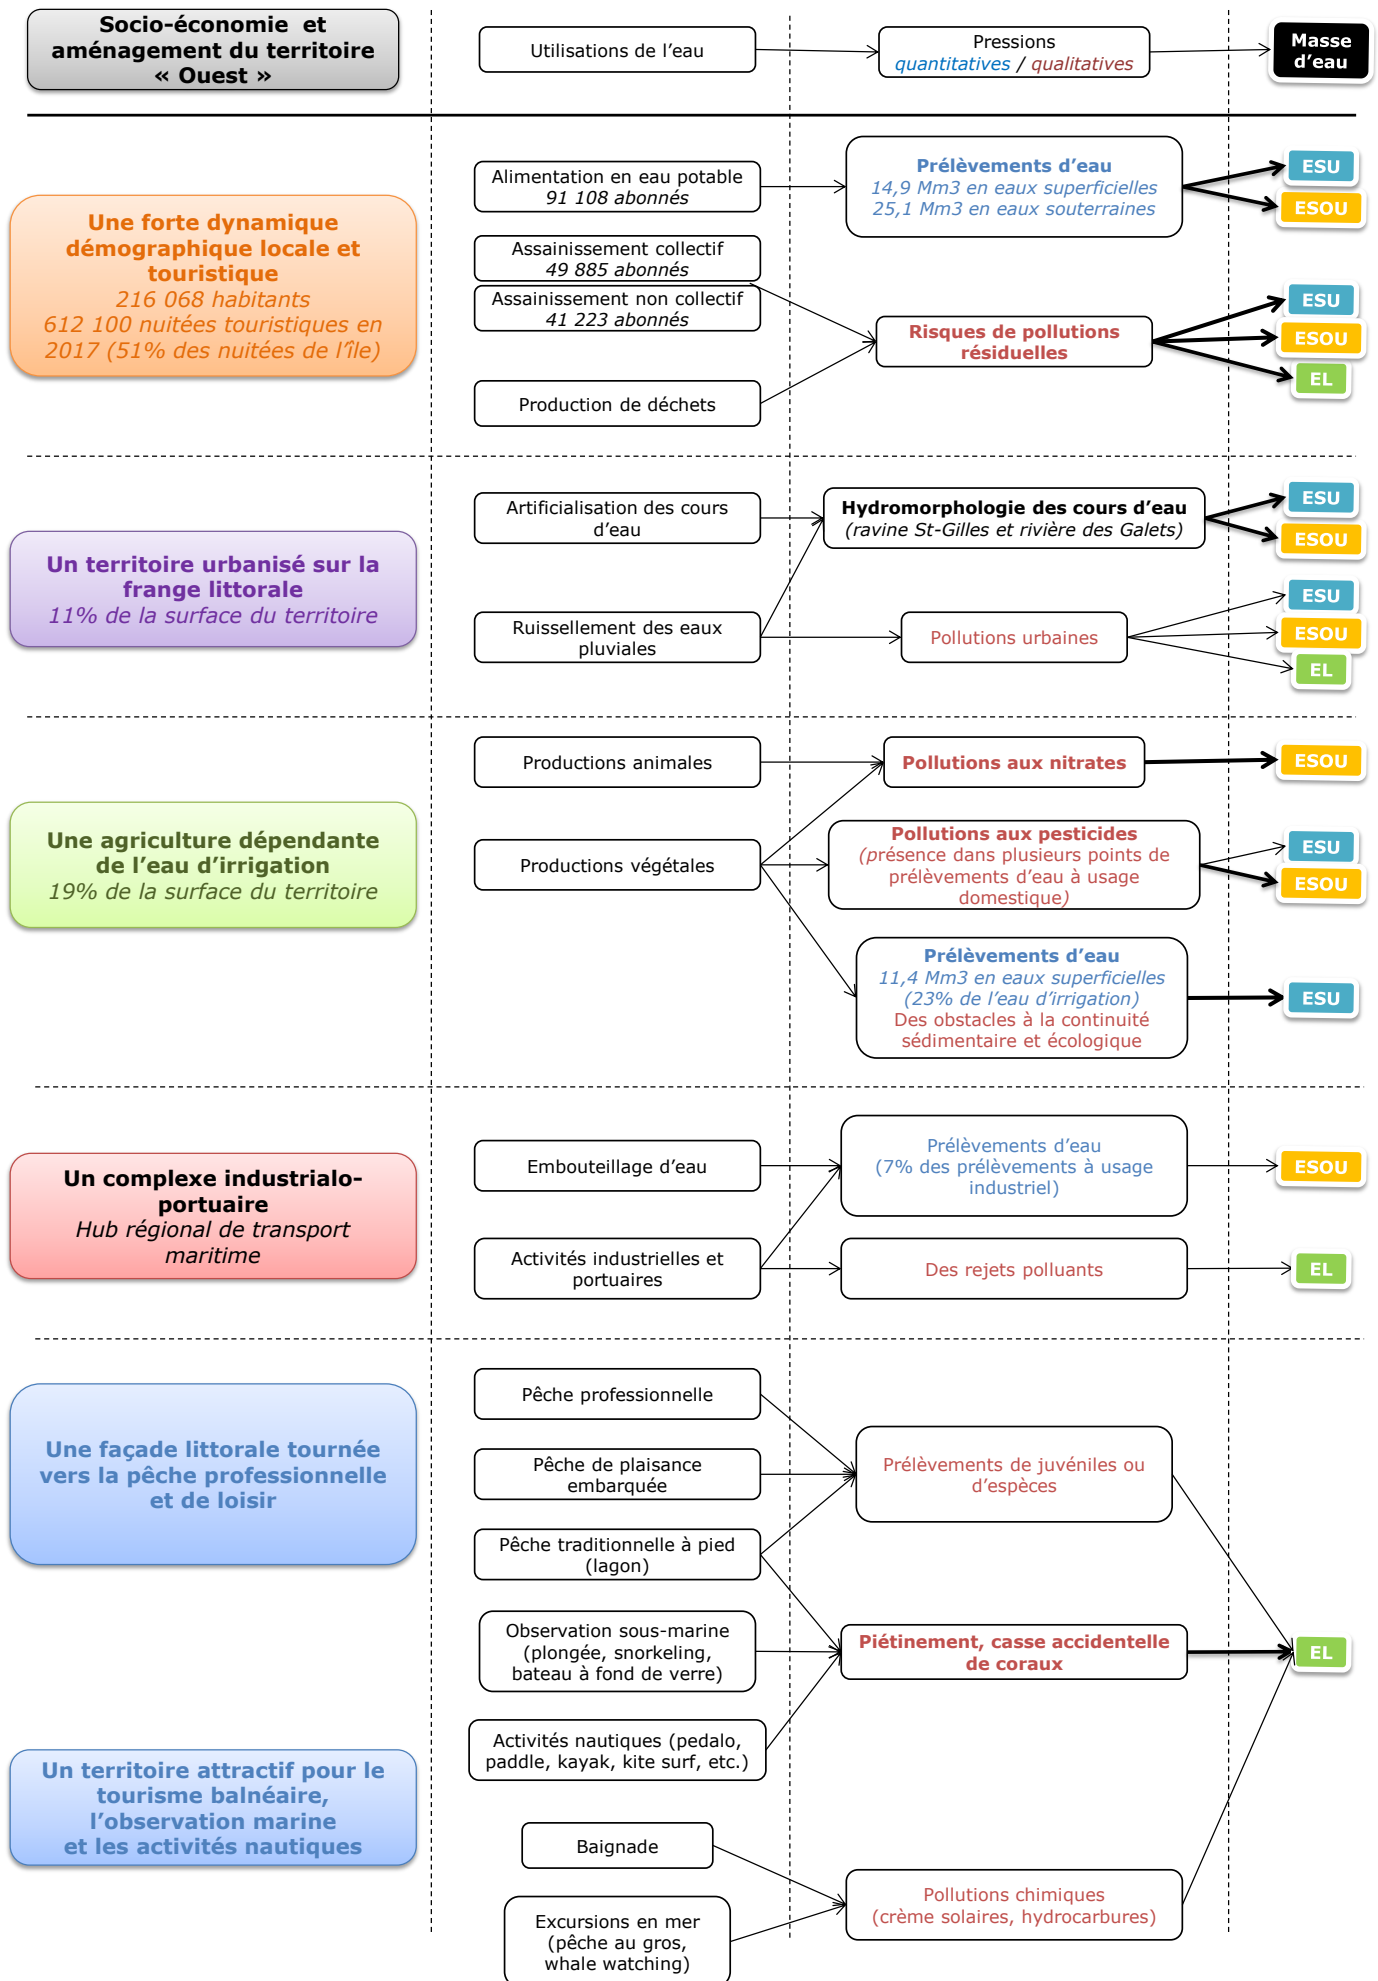 Socio-économie et
aménagement du territoire
« Ouest »
Utilisations de l’eau
Pressions
quantitatives / qualitatives
Masse
d’eau
Une forte dynamique
démographique locale et
touristique
216 068 habitants
612 100 nuitées touristiques en
2017 (51% des nuitées de l’île)
Alimentation en eau potable
91 108 abonnés
Assainissement collectif
49 885 abonnés
Assainissement non collectif
41 223 abonnés
Production de déchets
Prélèvements d’eau
14,9 Mm3 en eaux superficielles
25,1 Mm3 en eaux souterraines
Risques de pollutions
résiduelles
ESU
ESOU
ESU
ESOU
EL
Un territoire urbanisé sur la
frange littorale
11% de la surface du territoire
Artificialisation des cours
d’eau
Ruissellement des eaux
pluviales
Hydromorphologie des cours d’eau
(ravine St-Gilles et rivière des Galets)
Pollutions urbaines
ESU
ESOU
ESU
ESOU
EL
Une agriculture dépendante
de l’eau d’irrigation
19% de la surface du territoire
Productions animales
Productions végétales
Pollutions aux nitrates
Pollutions aux pesticides
(présence dans plusieurs points de
prélèvements d’eau à usage
domestique)
Prélèvements d’eau
11,4 Mm3 en eaux superficielles
(23% de l’eau d’irrigation)
Des obstacles à la continuité
sédimentaire et écologique
ESOU
ESU
ESOU
ESU
Un complexe industrialo-
portuaire
Hub régional de transport
maritime
Embouteillage d’eau
Activités industrielles et
portuaires
Prélèvements d’eau
(7% des prélèvements à usage
industriel)
Des rejets polluants
ESOU
EL
Une façade littorale tournée
vers la pêche professionnelle
et de loisir
Un territoire attractif pour le
tourisme balnéaire,
l’observation marine
et les activités nautiques
Pêche professionnelle
Pêche de plaisance
embarquée
Pêche traditionnelle à pied
(lagon)
Observation sous-marine
(plongée, snorkeling,
bateau à fond de verre)
Activités nautiques (pedalo,
paddle, kayak, kite surf, etc.)
Baignade
Excursions en mer
(pêche au gros,
whale watching)
Prélèvements de juvéniles ou
d’espèces
Piétinement, casse accidentelle
de coraux
Pollutions chimiques
(crème solaires, hydrocarbures)
EL